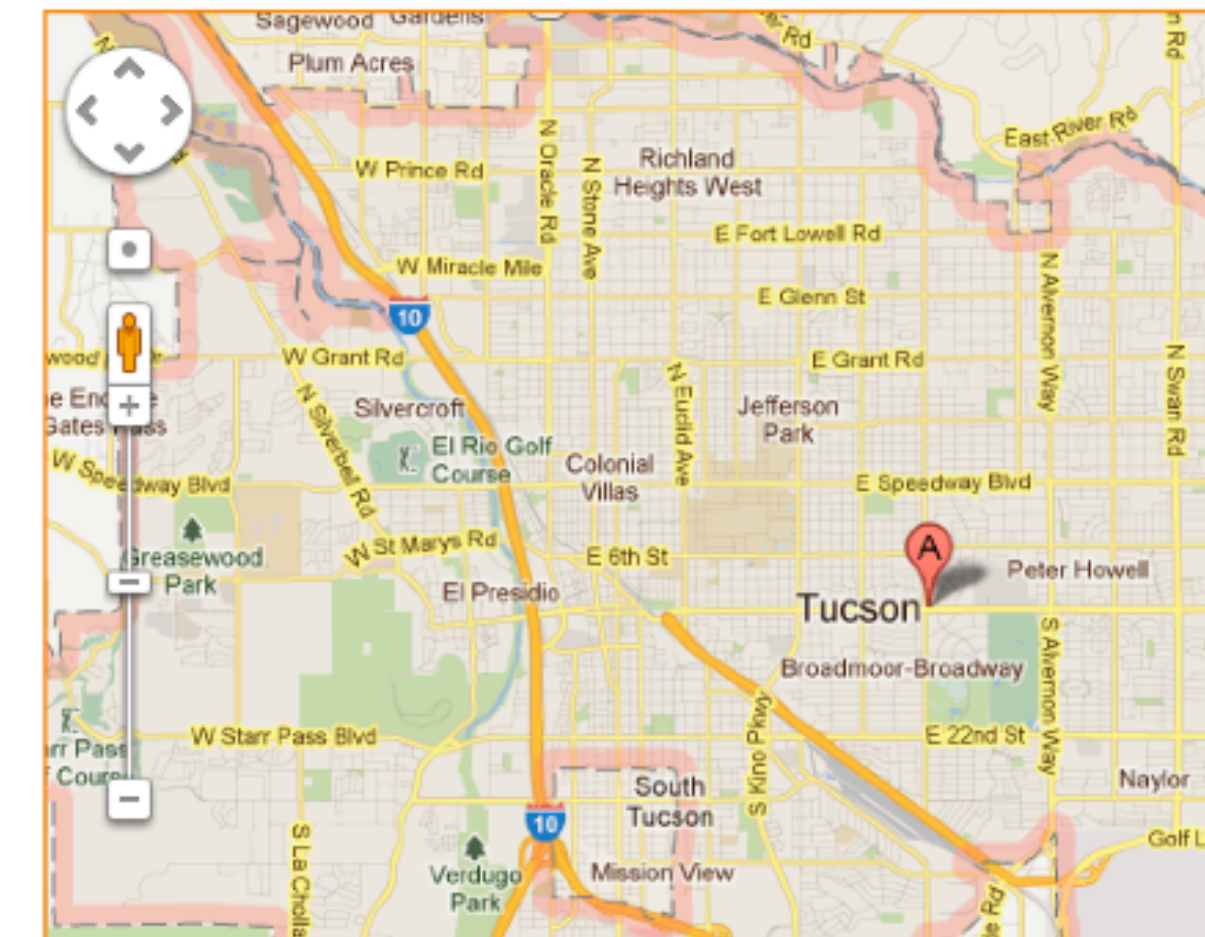 Sagewood
Gardens
Rd
Rd
Plum Acres
East River Rd
W Prince Rd
N Oracle Rd
N Stone Ave
Richland
Heights West
E Fort Lowell Rd
W Miracle Mile
E Glenn St
N Alvernon Way
10
W Grant Rd
E Grant Rd
N Swan Rd
N Silverbell Rd
Silvercroft
N Euclid Ave
Jefferson
Park
El Rio Golf
Course
Colonial
Villas
W Speedway Blvd
E Speedway Blvd
W St Marys Rd
E 6th St
A
Greasewood
Park
El Presidio
Peter Howell
Tucson
S Alvernon Way
Broadmoor-Broadway
W Starr Pass Blvd
S Kino Pkwy
E 22nd St
Pass
South
Tucson
Naylor
10
S La Cholla
Golf L
Verdugo
Park
Mission View
Rd